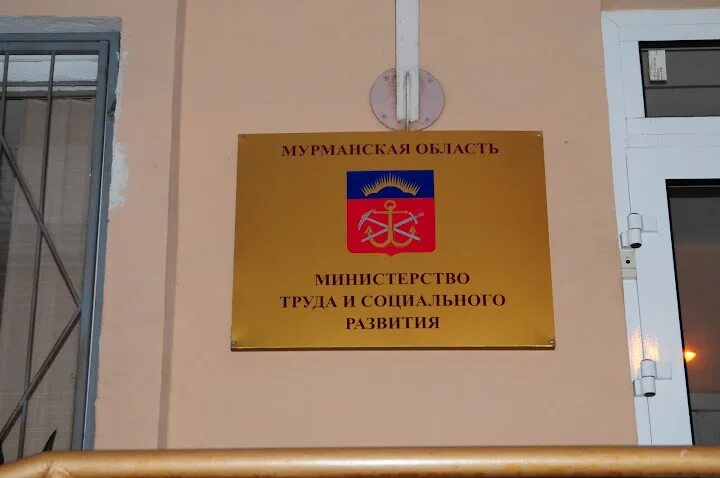 МУРМАНСКАЯ ОБЛАСТЬ
МИНИСТЕРСТВО
ТРУДА И СОЦИАЛЬНОГО
РАЗВИТИЯ